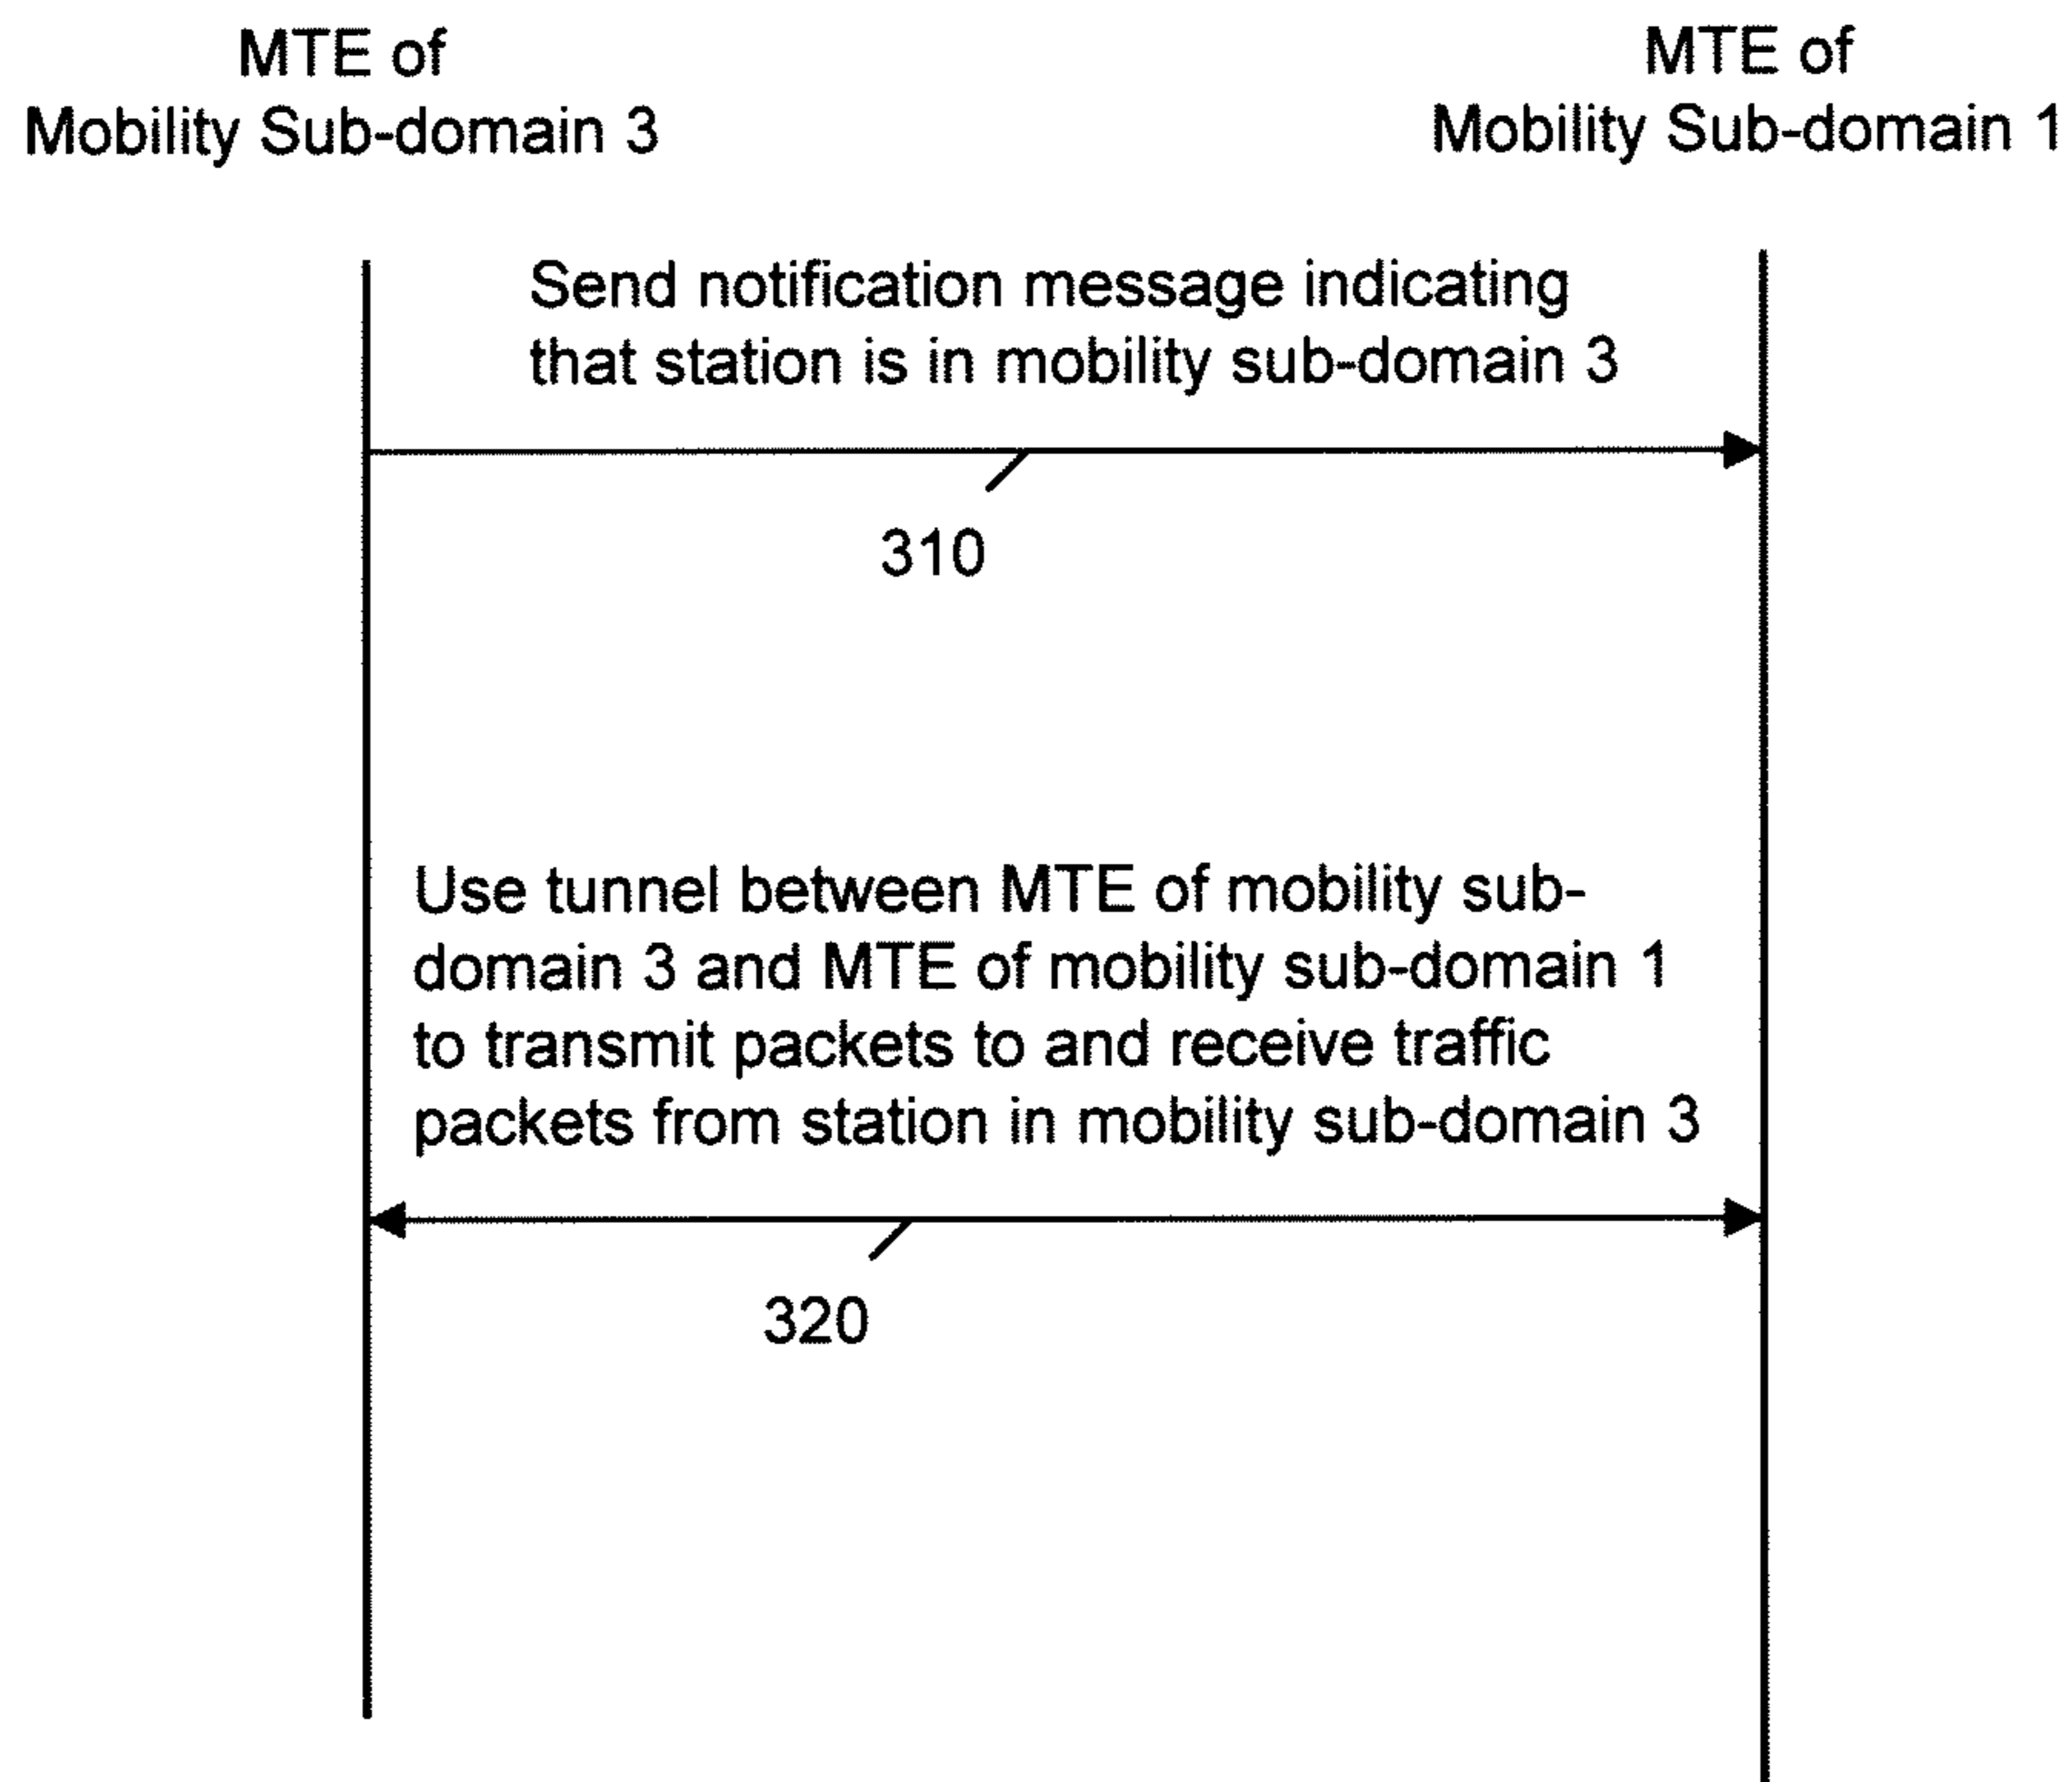 MTE of
Mobility Sub-domain 3
MTE of
Mobility Sub-domain 1
Send notification message indicating
that station is in mobility sub-domain 3
310
Use tunnel between MTE of mobility sub-
domain 3 and MTE of mobility sub-domain 1
to transmit packets to and receive traffic
packets from station in mobility sub-domain 3
320